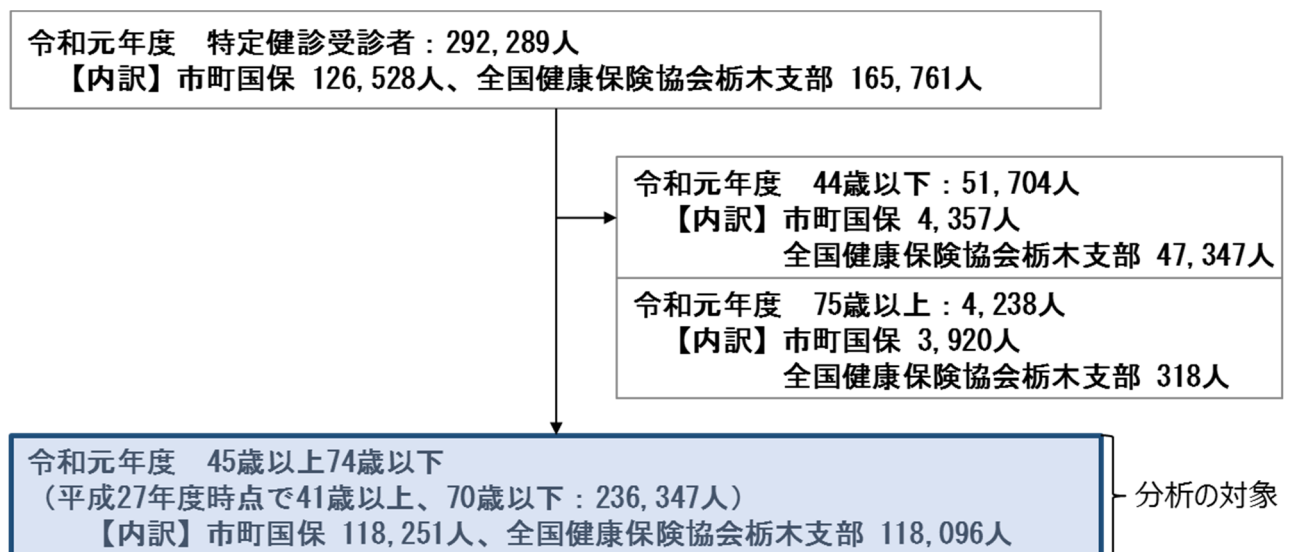 令和元年度　特定健診受診者：292,289人
【内訳】市町国保 126,528人、全国健康保険協会栃木支部 165,761人
令和元年度　44歳以下：51,704人
【内訳】市町国保 4,357人
全国健康保険協会栃木支部 47,347人
令和元年度　75歳以上：4,238人
【内訳】市町国保 3,920人
全国健康保険協会栃木支部 318人
令和元年度　45歳以上74歳以下
（平成27年度時点で41歳以上、70歳以下：236,347人）
【内訳】市町国保 118,251人、全国健康保険協会栃木支部 118,096人
分析の対象